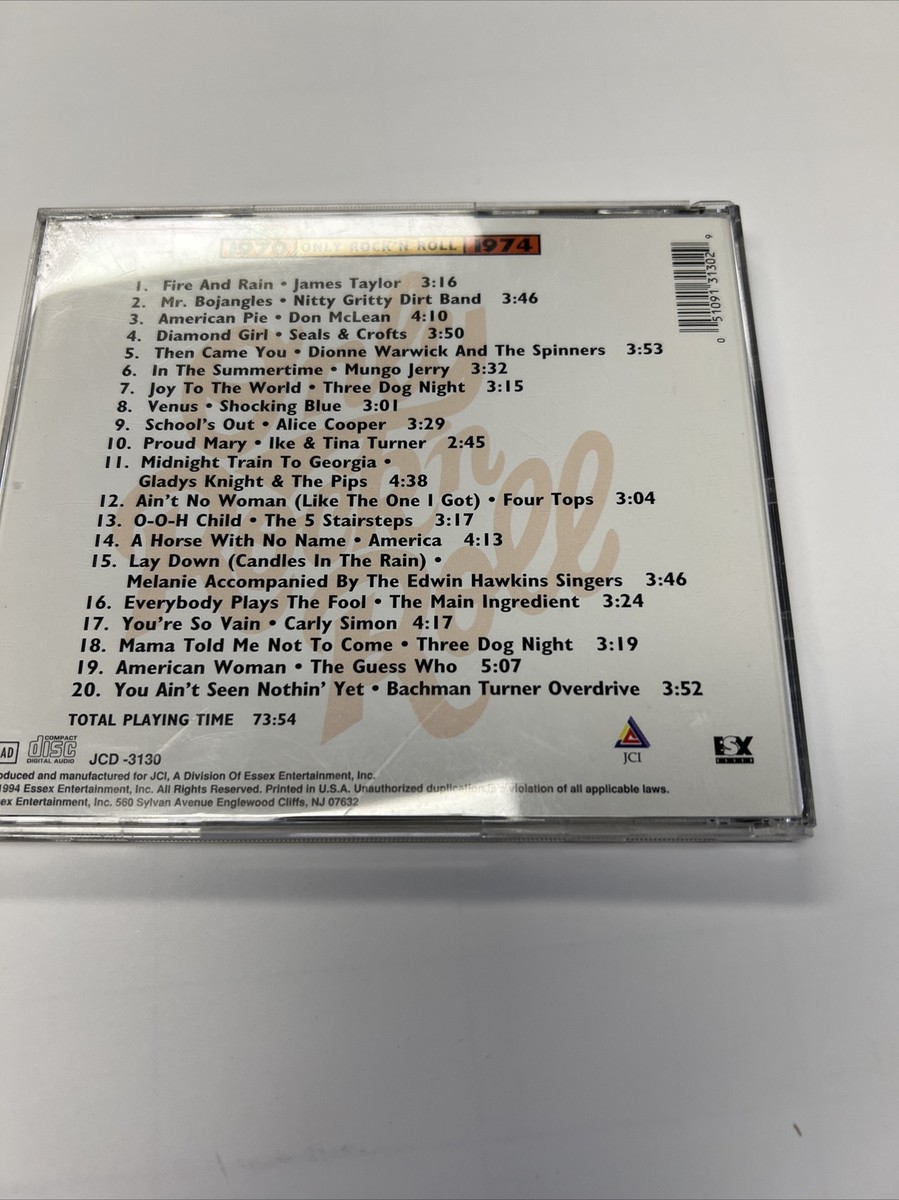 1970 ONLY ROCK'N ROLL 1974
1. Fire And Rain • James Taylor 3:16
2. Mr. Bojangles • Nitty Gritty Dirt Band 3:46
3. American Pie • Don McLean 4:10
4. Diamond Girl • Seals & Crofts 3:50
5. Then Came You • Dionne Warwick And The Spinners 3:53
6. In The Summertime • Mungo Jerry 3:32
7. Joy To The World • Three Dog Night 3:15
8. Venus • Shocking Blue 3:01
9. School's Out • Alice Cooper 3:29
10. Proud Mary • Ike & Tina Turner 2:45
11. Midnight Train To Georgia •
Gladys Knight & The Pips 4:38
12. Ain't No Woman (Like The One I Got) • Four Tops 3:04
13. O-O-H Child • The 5 Stairsteps 3:17
14. A Horse With No Name • America 4:13
15. Lay Down (Candles In The Rain) •
Melanie Accompanied By The Edwin Hawkins Singers 3:46
16. Everybody Plays The Fool • The Main Ingredient 3:24
17. You're So Vain • Carly Simon 4:17
18. Mama Told Me Not To Come • Three Dog Night 3:19
19. American Woman • The Guess Who 5:07
20. You Ain't Seen Nothin' Yet • Bachman Turner Overdrive 3:52
TOTAL PLAYING TIME 73:54
AD COMPACT disc DIGITAL AUDIO JCD -3130
oduced and manufactured for JCI, A Division Of Essex Entertainment, Inc.
1994 Essex Entertainment, Inc. All Rights Reserved. Printed in U.S.A. Unauthorized duplication violation of all applicable laws.
ex Entertainment, Inc. 560 Sylvan Avenue Englewood Cliffs, NJ 07632
JCI
ESX
ESSEX
0 51091 31302 9
Only Rock'n Roll